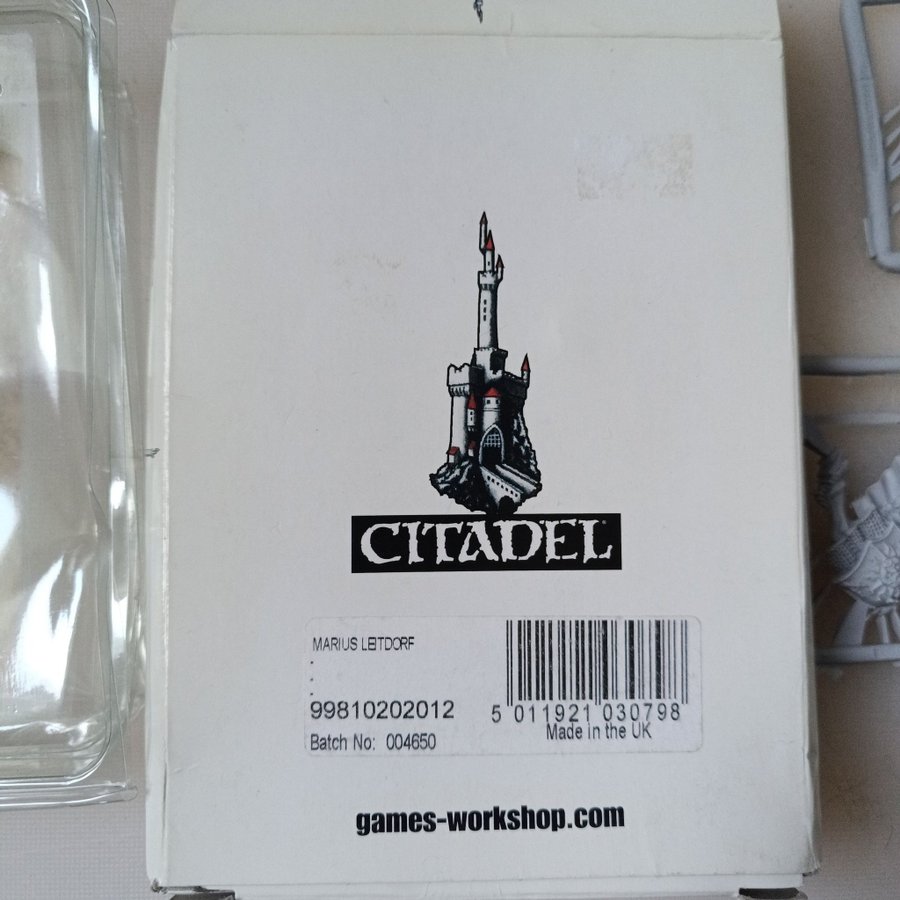 CITADEL
MARIUS LEITDORF
99810202012
Batch No: 004650
5 011921 030798
Made in the UK
games-workshop.com